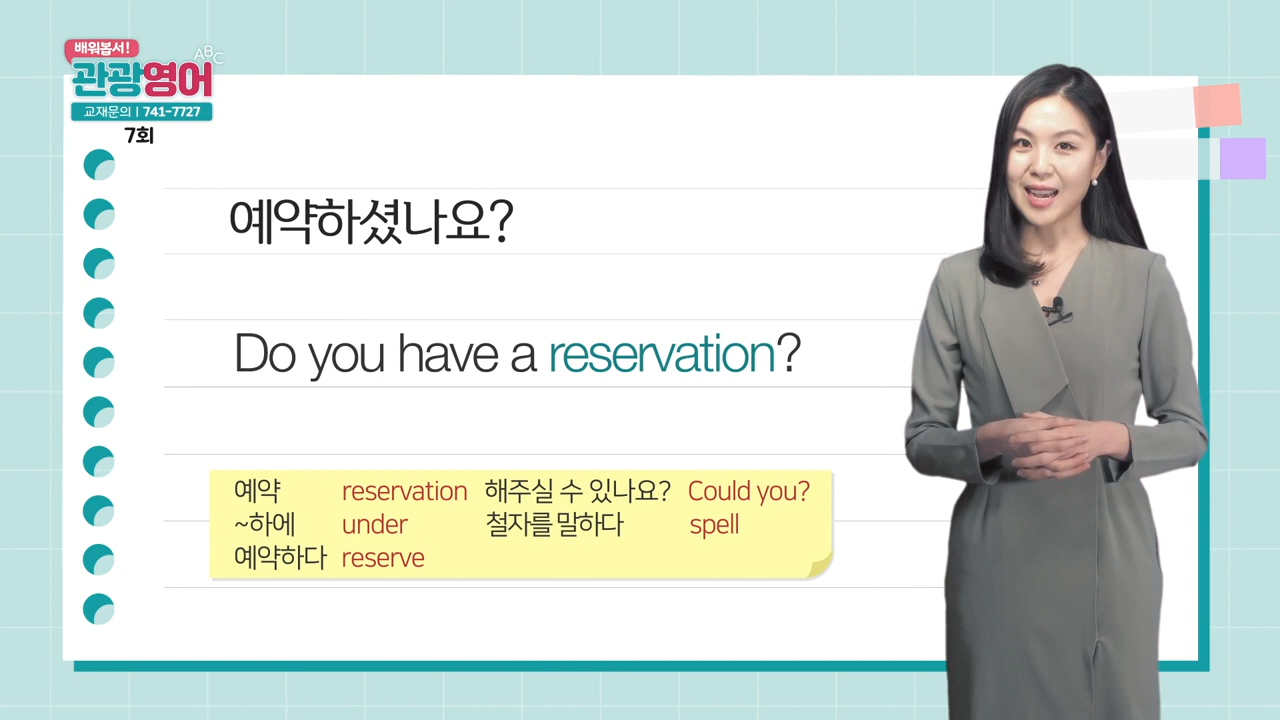 배워봅서!
ABC
관광영어
교재문의 | 741-7727
7회
예약하셨나요?
Do you have a reservation?
예약 reservation 해주실 수 있나요? Could you?
~하에 under 철자를 말하다 spell
예약하다 reserve